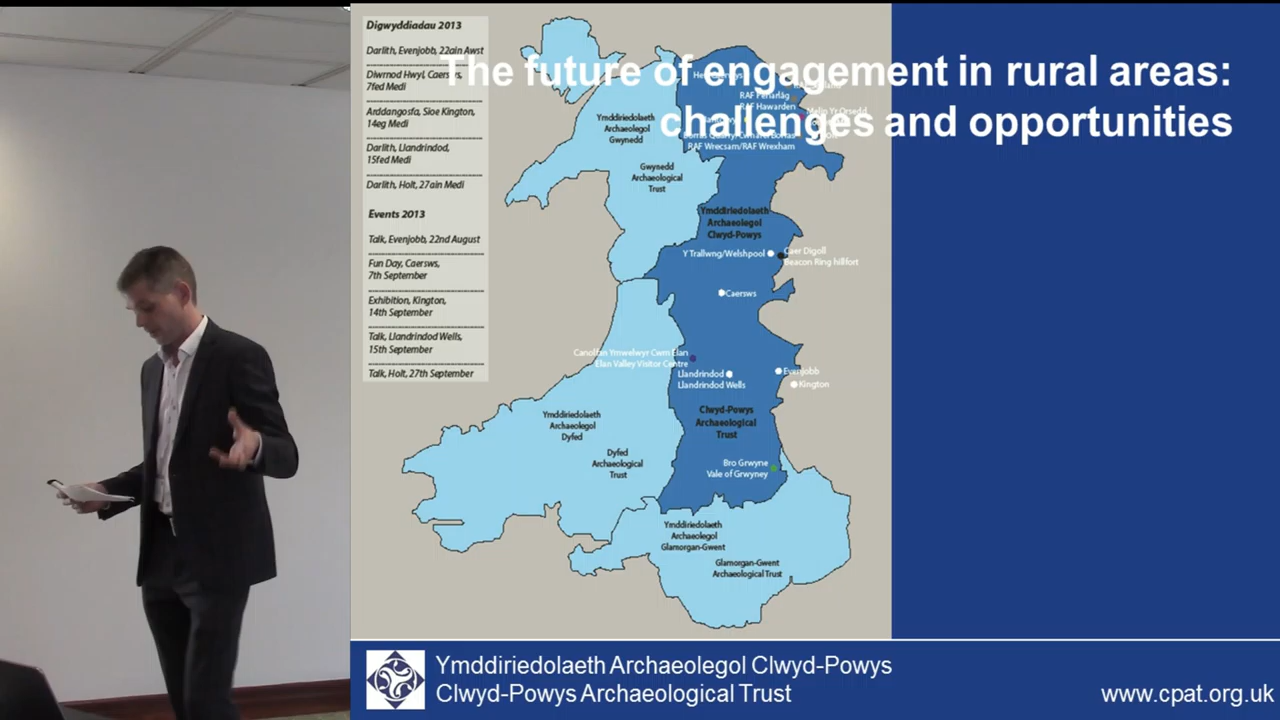 The future of engagement in rural areas:
challenges and opportunities
Digwyddiadau 2013
Darlith, Evenjobb, 22ain Awst
Diwrnod Hwyl, Caersws,
7fed Medi
Arddangosfa, Sioe Kington,
14eg Medi
Darlith, Llandrindod,
15fed Medi
Darlith, Holt, 27ain Medi
Events 2013
Talk, Evenjobb, 22nd August
Fun Day, Caersws,
7th September
Exhibition, Kington,
14th September
Talk, Llandrindod Wells,
15th September
Talk, Holt, 27th September
RAF Penarlâg
RAF Hawarden
Melin Yr Orsedd
RAF Wrecsam/RAF Wrexham
Ymddiriedolaeth
Archaeolegol
Gwynedd
Gwynedd
Archaeological
Trust
Ymddiriedolaeth
Archaeolegol
Clwyd-Powys
Y Trallwng/Welshpool
Caer Digoll
Beacon Ring hillfort
Caersws
Canolfan Ymwelwyr Cwm Elan
Elan Valley Visitor Centre
Llandrindod
Llandrindod Wells
Evenjobb
Kington
Clwyd-Powys
Archaeological
Trust
Ymddiriedolaeth
Archaeolegol
Dyfed
Dyfed
Archaeological
Trust
Bro Grwyne
Vale of Grwyney
Ymddiriedolaeth
Archaeolegol
Glamorgan-Gwent
Glamorgan-Gwent
Archaeological Trust
Ymddiriedolaeth Archaeolegol Clwyd-Powys
Clwyd-Powys Archaeological Trust
www.cpat.org.uk